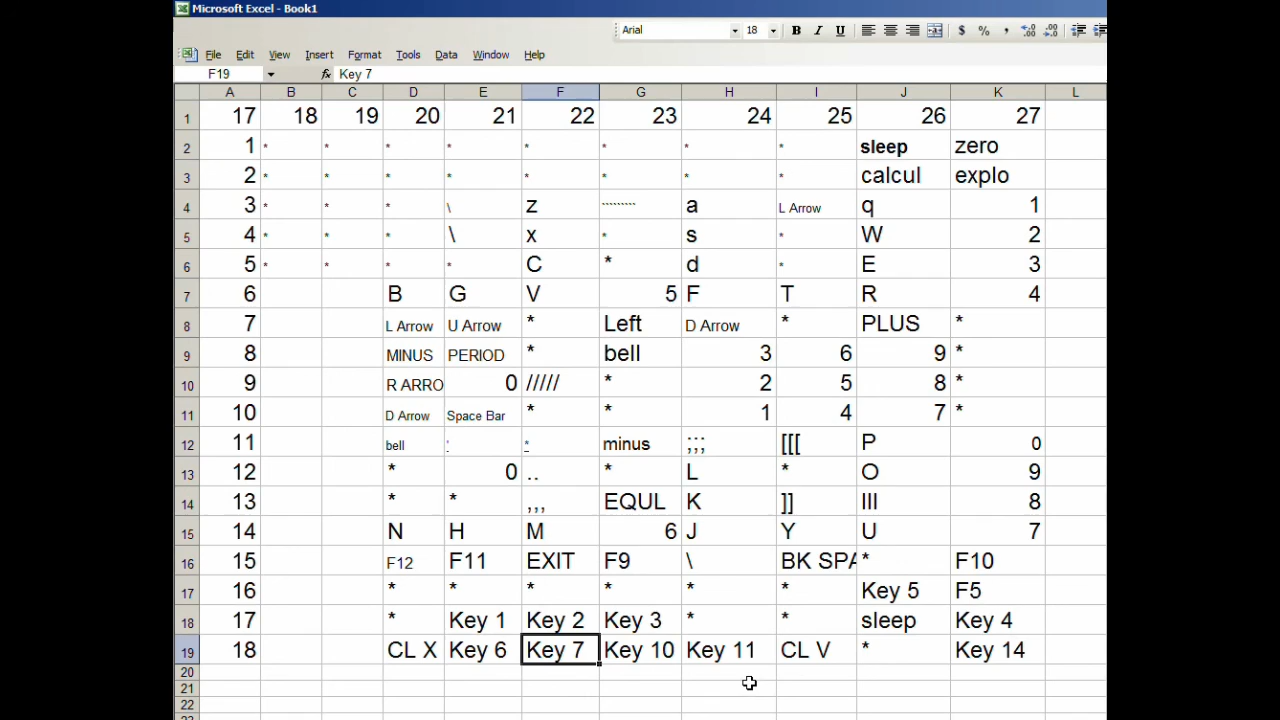 Microsoft Excel - Book1
Arial 18 B I U $ % ,
File Edit View Insert Format Tools Data Window Help
F19 fx Key 7
A B C D E F G H I J K L
1 17 18 19 20 21 22 23 24 25 26 27
2 1 * * * * * * * * sleep zero
3 2 * * * * * * * * calcul explo
4 3 * * * \ z ````````` a L Arrow q 1
5 4 * * * \ x * s * W 2
6 5 * * * * C * d * E 3
7 6 B G V 5 F T R 4
8 7 L Arrow U Arrow * Left D Arrow * PLUS *
9 8 MINUS PERIOD * bell 3 6 9 *
10 9 R ARRO 0 ///// * 2 5 8 *
11 10 D Arrow Space Bar * * 1 4 7 *
12 11 bell ' * minus ;;; [[[ P 0
13 12 * 0 .. * L * O 9
14 13 * * ,,, EQUL K ]] III 8
15 14 N H M 6 J Y U 7
16 15 F12 F11 EXIT F9 \ BK SPA * F10
17 16 * * * * * * Key 5 F5
18 17 * Key 1 Key 2 Key 3 * * sleep Key 4
19 18 CL X Key 6 Key 7 Key 10 Key 11 CL V * Key 14
20
21
22